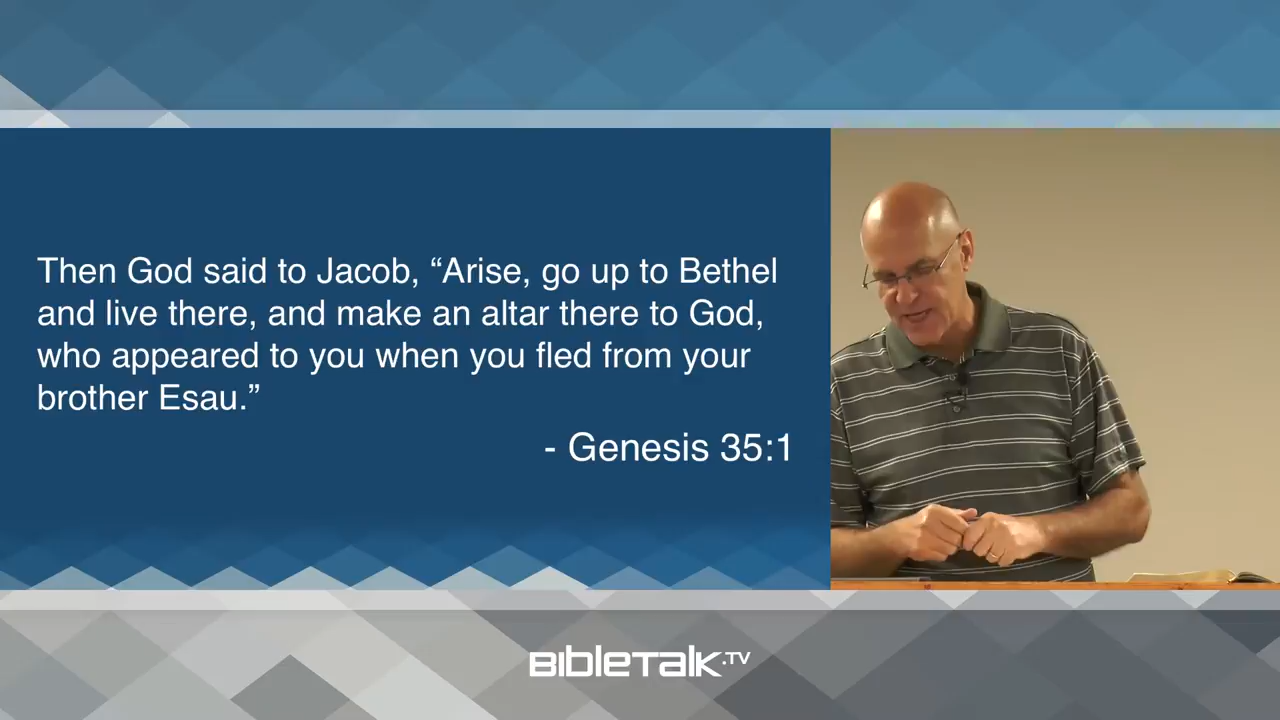 Then God said to Jacob, “Arise, go up to Bethel
and live there, and make an altar there to God,
who appeared to you when you fled from your
brother Esau.”
- Genesis 35:1
BIBLETALK.TV